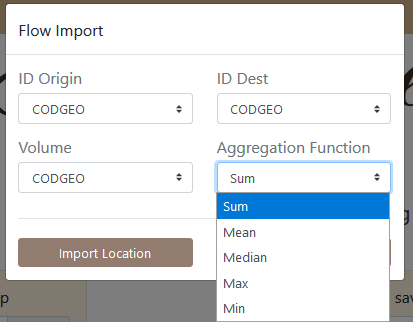 Flow Import
ID Origin
ID Dest
CODGEO
CODGEO
Volume
Aggregation Function
CODGEO
Sum
Sum
Mean
Import Location
Median
Max
Min
p
sav